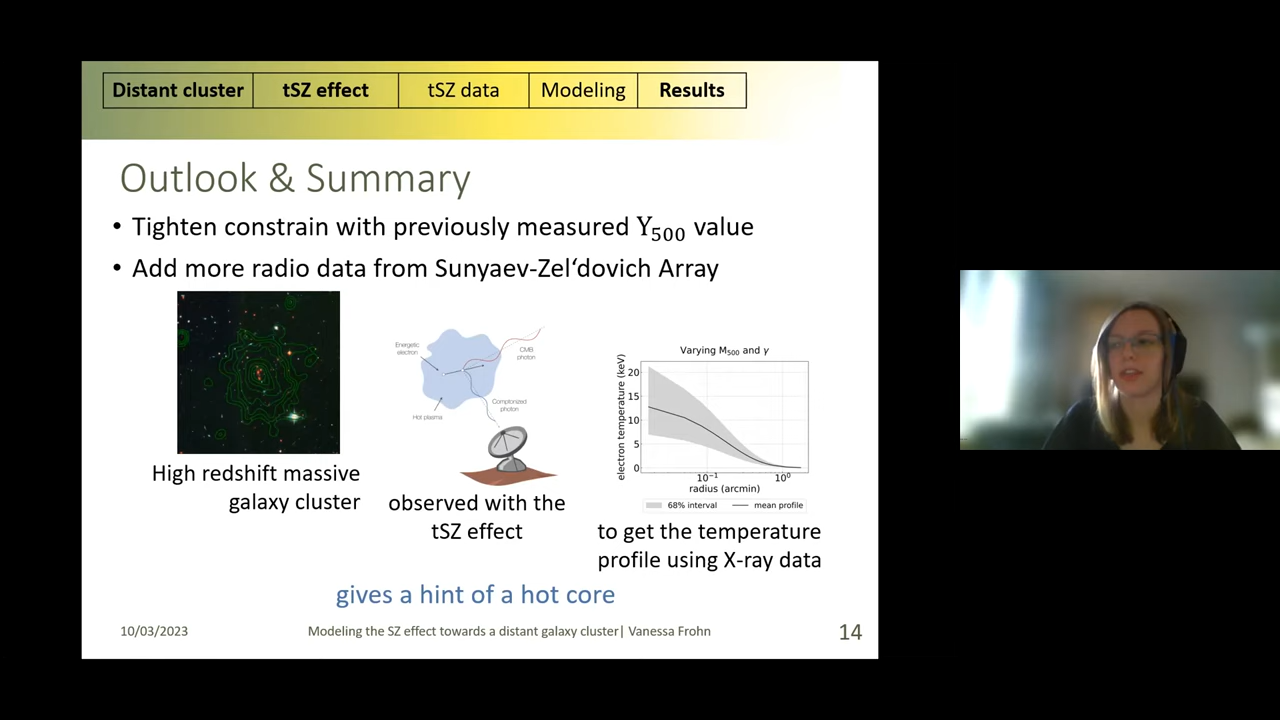 Distant cluster tSZ effect tSZ data Modeling Results
Outlook & Summary
• Tighten constrain with previously measured Y500 value
• Add more radio data from Sunyaev-Zel‘dovich Array
Energetic
electron
CMB
photon
Comptonized
photon
Hot plasma
Varying M500 and γ
electron temperature (keV)
20
15
10
5
0
10⁻¹ 10⁰
radius (arcmin)
68% interval mean profile
High redshift massive
galaxy cluster
observed with the
tSZ effect
to get the temperature
profile using X-ray data
gives a hint of a hot core
10/03/2023 Modeling the SZ effect towards a distant galaxy cluster| Vanessa Frohn 14